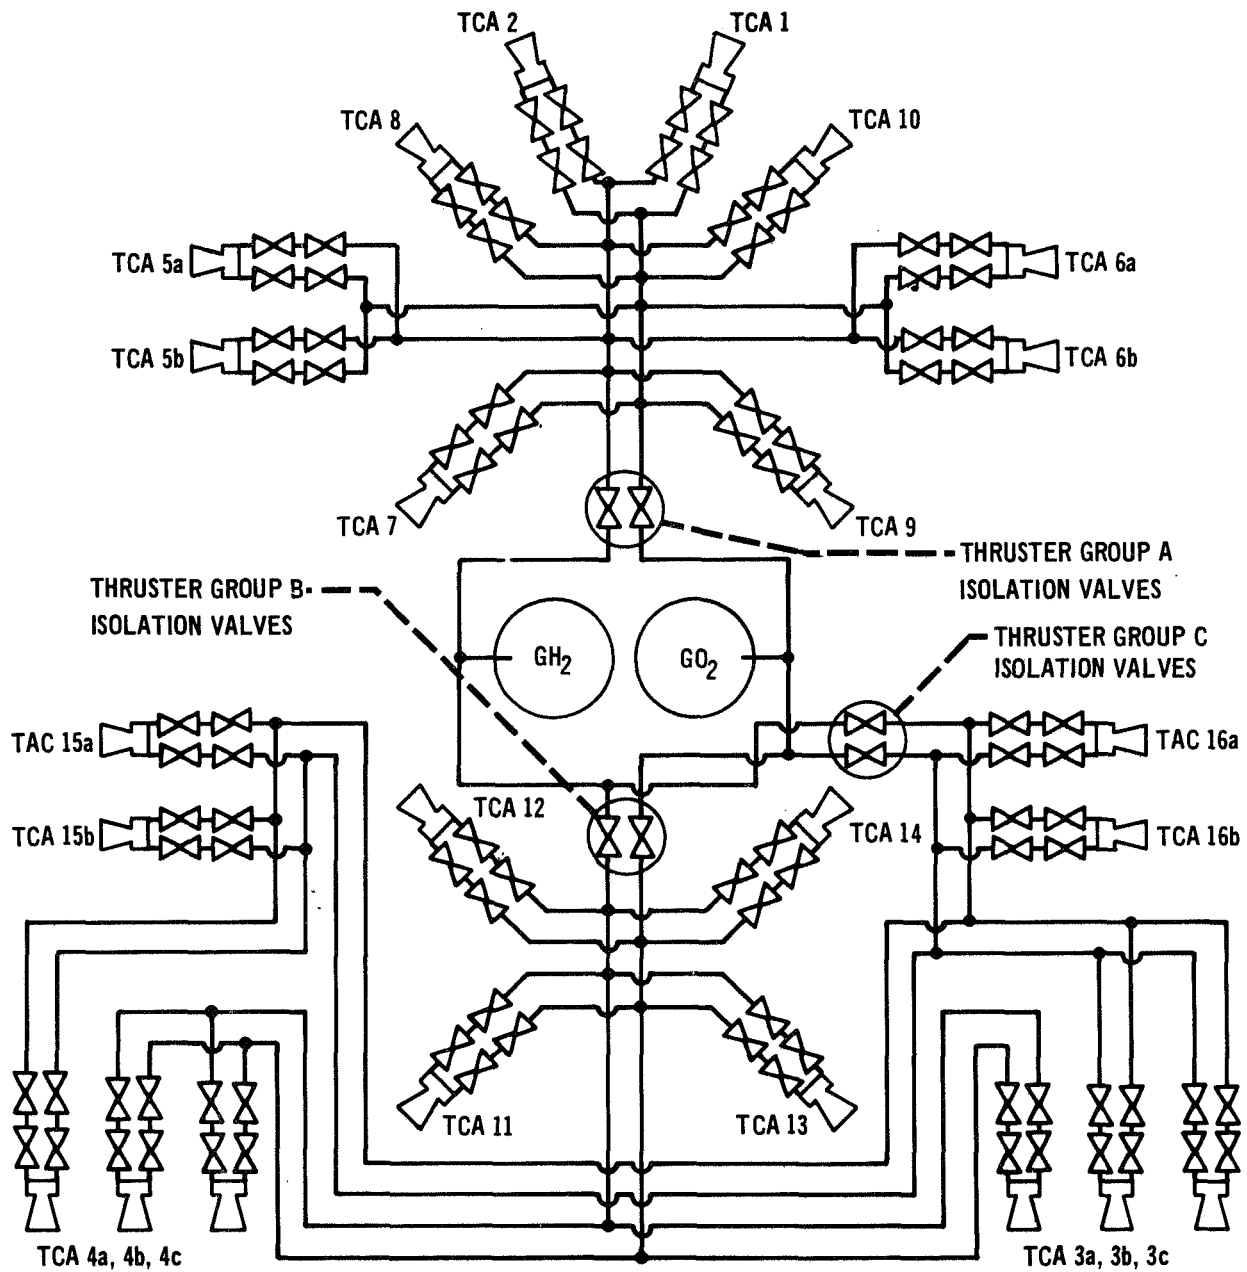 TCA 2
TCA 1
TCA 8
TCA 10
TCA 5a
TCA 6a
TCA 5b
TCA 6b
TCA 7
TCA 9
THRUSTER GROUP A
ISOLATION VALVES
THRUSTER GROUP B
ISOLATION VALVES
THRUSTER GROUP C
ISOLATION VALVES
GH2
GO2
TAC 15a
TAC 16a
TCA 12
TCA 14
TCA 15b
TCA 16b
TCA 11
TCA 13
TCA 4a, 4b, 4c
TCA 3a, 3b, 3c